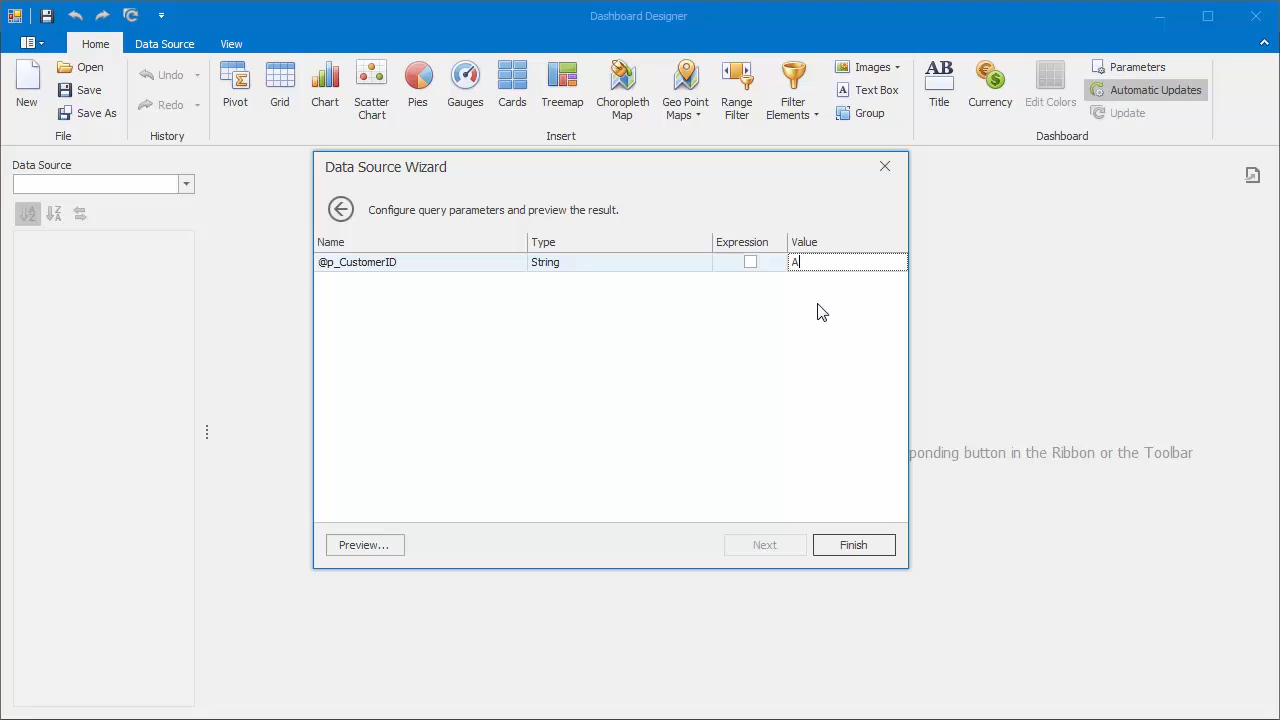 Dashboard Designer
Home Data Source View
New Open Save Save As File
Undo Redo History
Pivot Grid Chart Scatter Chart Pies Gauges Cards Treemap Choropleth Map Geo Point Maps Range Filter Filter Elements Images Text Box Group Insert
AB Title Currency Edit Colors Parameters Automatic Updates Update Dashboard
Data Source
Data Source Wizard
Configure query parameters and preview the result.
Name Type Expression Value
@p_CustomerID String A
ponding button in the Ribbon or the Toolbar
Preview... Next Finish